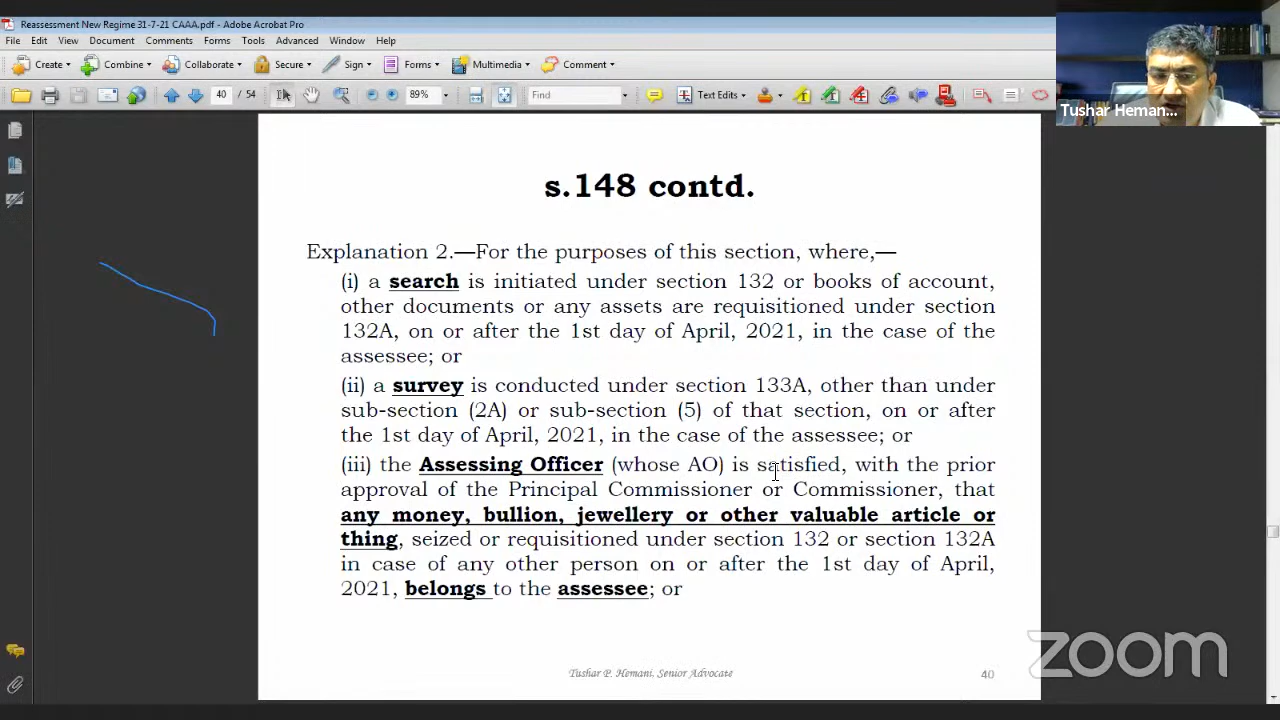 Reassessment New Regime 31-7-21 CAAA.pdf - Adobe Acrobat Pro
File Edit View Document Comments Forms Tools Advanced Window Help
Create Combine Collaborate Secure Sign Forms Multimedia Comment
40 / 54 89% Find Text Edits
Tushar Heman...
s.148 contd.
Explanation 2.—For the purposes of this section, where,—
(i) a search is initiated under section 132 or books of account,
other documents or any assets are requisitioned under section
132A, on or after the 1st day of April, 2021, in the case of the
assessee; or
(ii) a survey is conducted under section 133A, other than under
sub-section (2A) or sub-section (5) of that section, on or after
the 1st day of April, 2021, in the case of the assessee; or
(iii) the Assessing Officer (whose AO) is satisfied, with the prior
approval of the Principal Commissioner or Commissioner, that
any money, bullion, jewellery or other valuable article or
thing, seized or requisitioned under section 132 or section 132A
in case of any other person on or after the 1st day of April,
2021, belongs to the assessee; or
Tushar P. Hemani, Senior Advocate
40
zoom